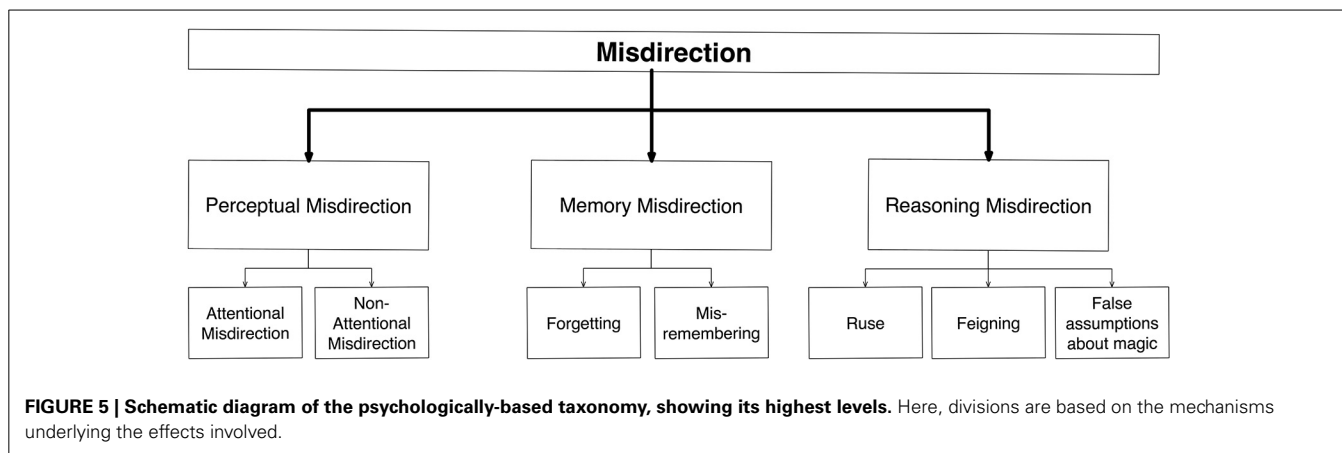 Misdirection
Perceptual Misdirection
Memory Misdirection
Reasoning Misdirection
Attentional
Misdirection
Non-
Attentional
Misdirection
Forgetting
Mis-
remembering
Ruse
Feigning
False
assumptions
about magic
FIGURE 5 | Schematic diagram of the psychologically-based taxonomy, showing its highest levels. Here, divisions are based on the mechanisms
underlying the effects involved.